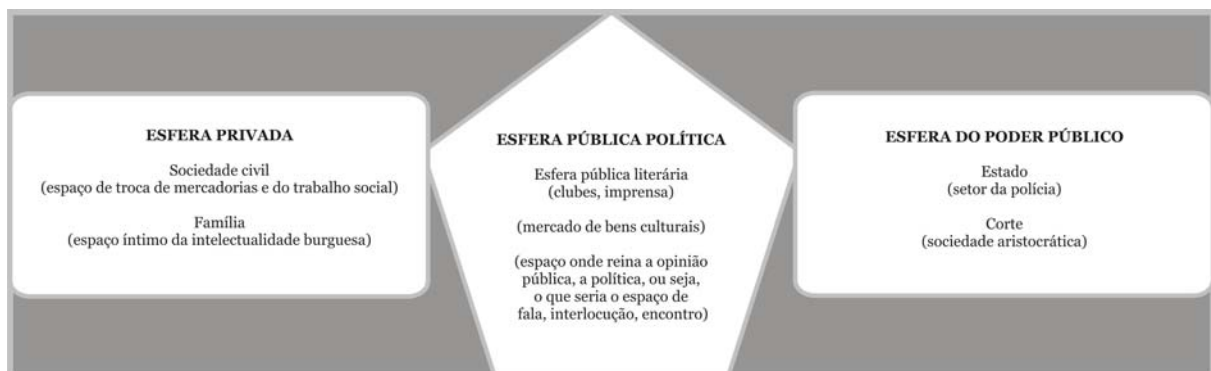 ESFERA PRIVADA
Sociedade civil
(espaço de troca de mercadorias e do trabalho social)
Família
(espaço íntimo da intelectualidade burguesa)
ESFERA PÚBLICA POLÍTICA
Esfera pública literária
(clubes, imprensa)
(mercado de bens culturais)
(espaço onde reina a opinião
pública, a política, ou seja,
o que seria o espaço de
fala, interlocução, encontro)
ESFERA DO PODER PÚBLICO
Estado
(setor da polícia)
Corte
(sociedade aristocrática)